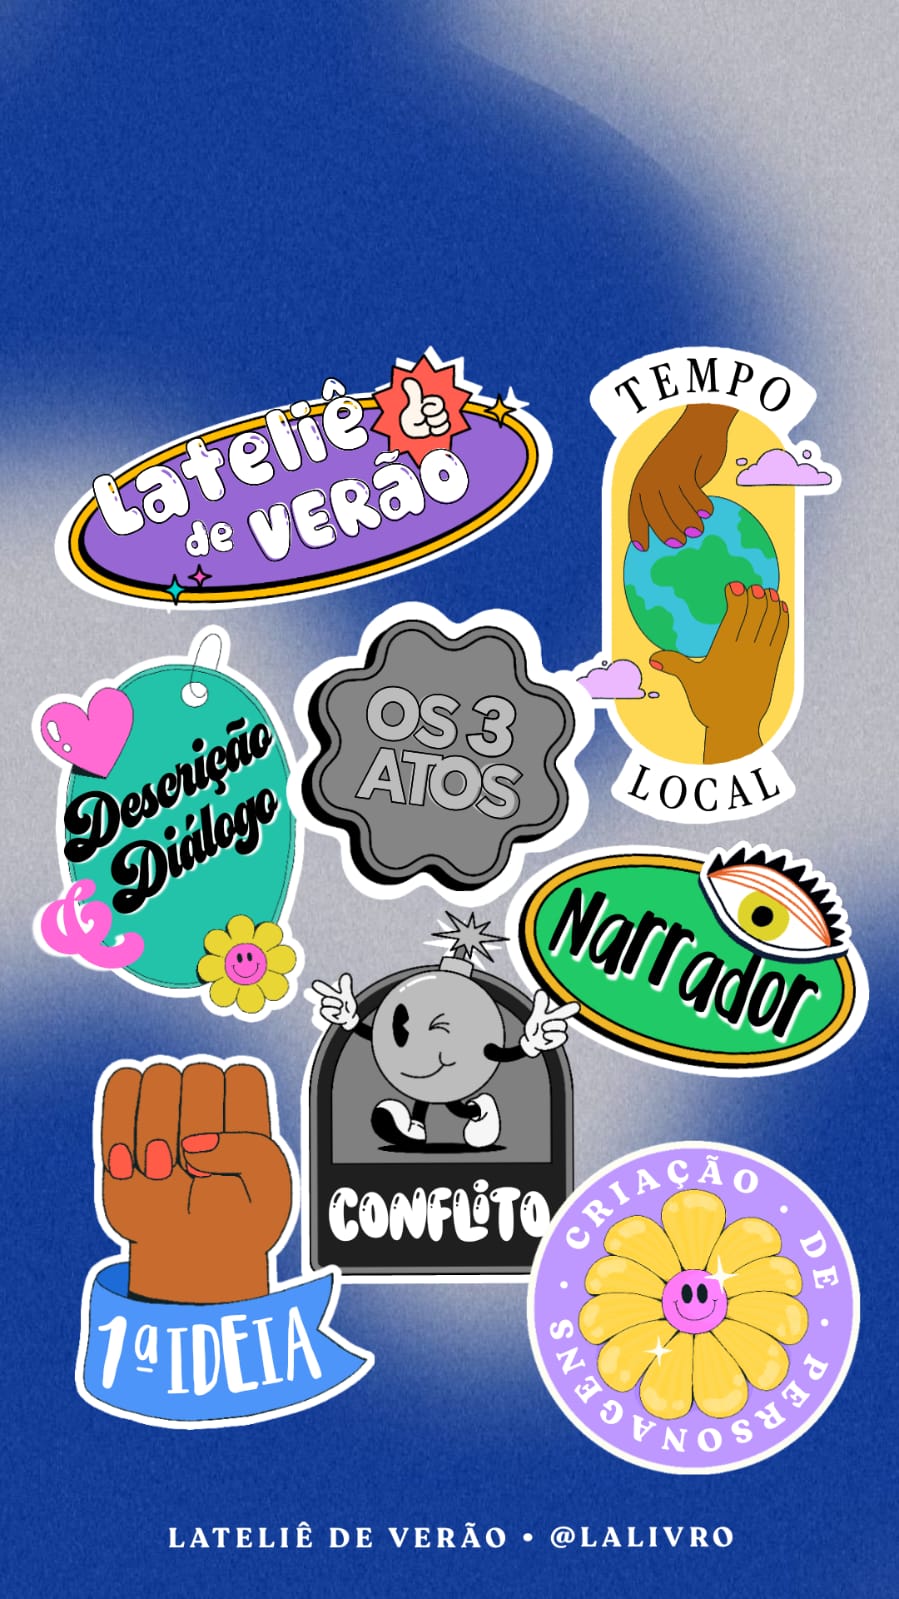 Lateliê
de VERÃO
TEMPO
LOCAL
OS 3
ATOS
Descrição
&
Diálogo
Narrador
CONFLITO
1ª IDEIA
CRIAÇÃO · DE · PERSONAGENS ·
LATELIÊ DE VERÃO • @LALIVRO